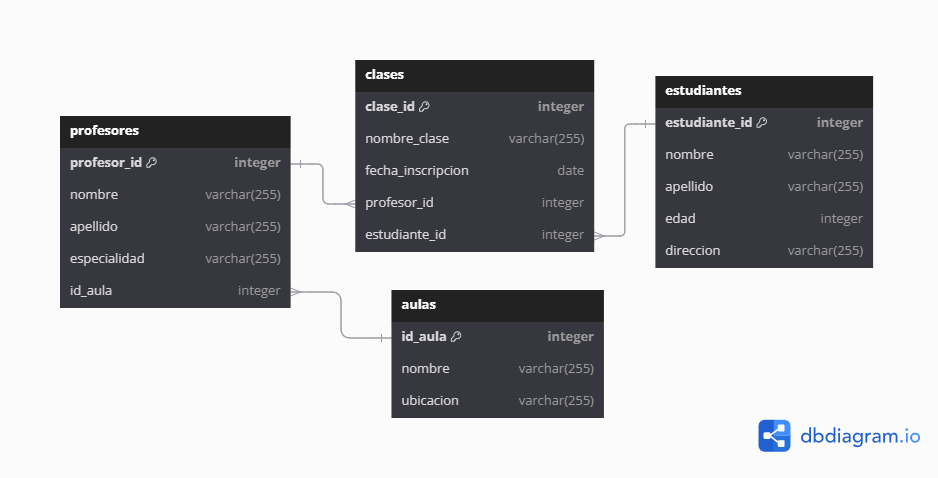 profesores
profesor_id integer
nombre varchar(255)
apellido varchar(255)
especialidad varchar(255)
id_aula integer
clases
clase_id integer
nombre_clase varchar(255)
fecha_inscripcion date
profesor_id integer
estudiante_id integer
estudiantes
estudiante_id integer
nombre varchar(255)
apellido varchar(255)
edad integer
direccion varchar(255)
aulas
id_aula integer
nombre varchar(255)
ubicacion varchar(255)
dbdiagram.io